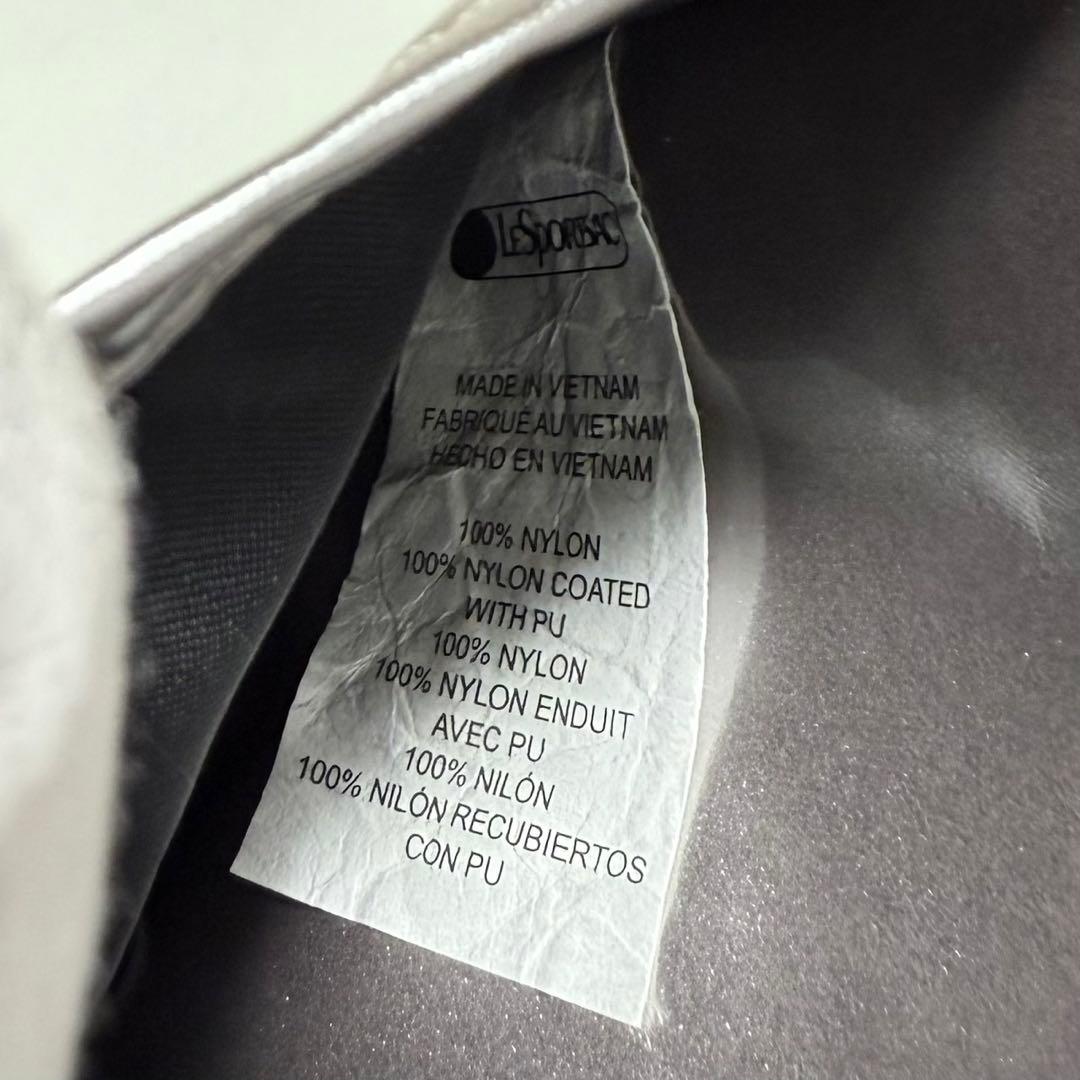 LeSportsac
MADE IN VIETNAM
FABRIQUÉ AU VIETNAM
HECHO EN VIETNAM
100% NYLON
100% NYLON COATED
WITH PU
100% NYLON
100% NYLON ENDUIT
AVEC PU
100% NILÓN
100% NILÓN RECUBIERTOS
CON PU